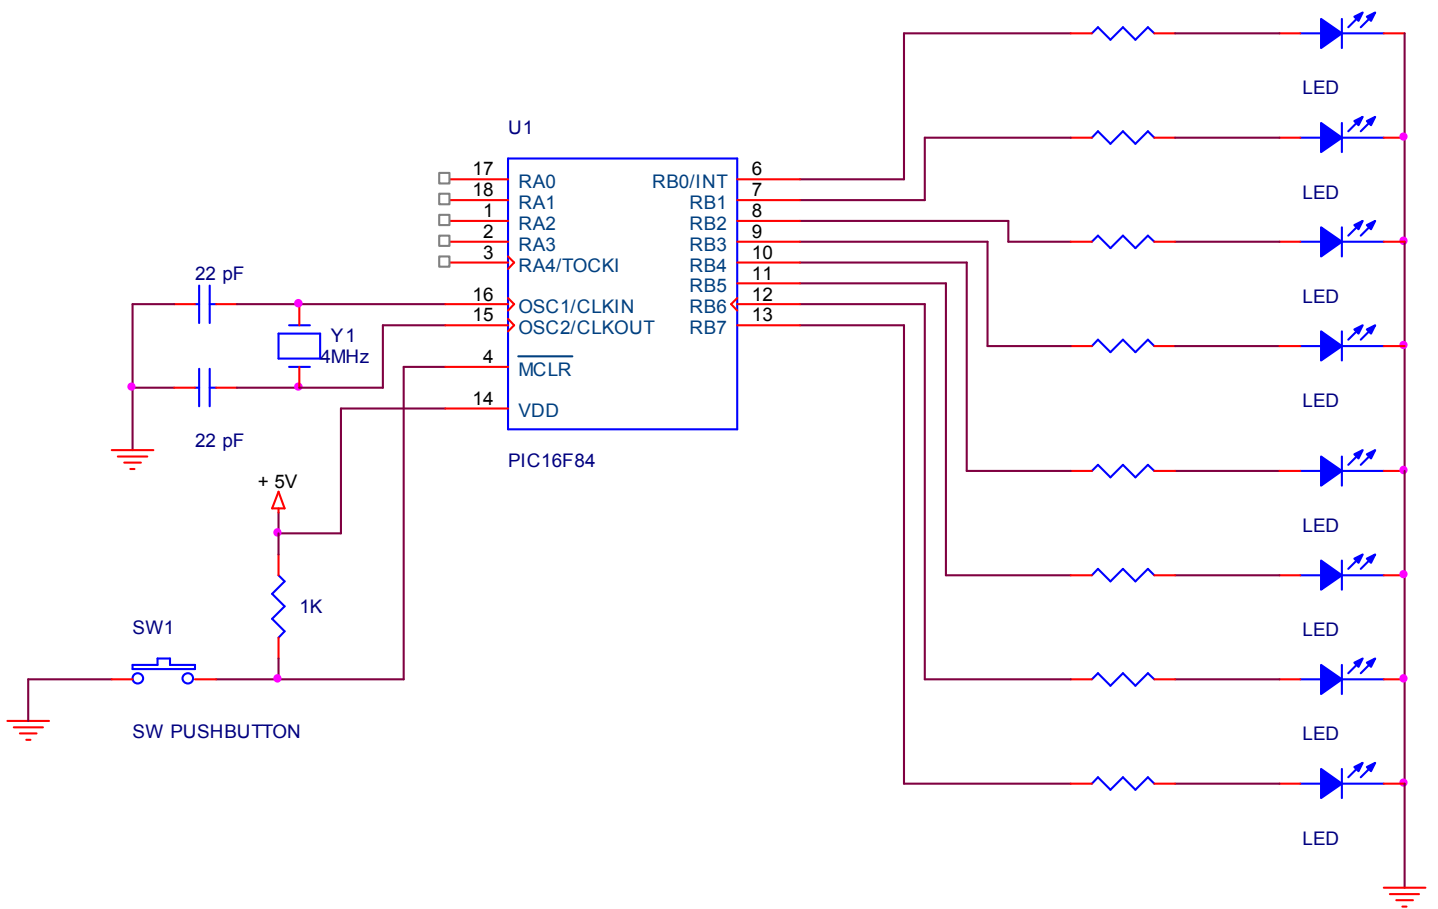 LED
U1
17 RA0
18 RA1
1 RA2
2 RA3
3 RA4/TOCKI
16 OSC1/CLKIN
15 OSC2/CLKOUT
4 MCLR
14 VDD
RB0/INT 6
RB1 7
RB2 8
RB3 9
RB4 10
RB5 11
RB6 12
RB7 13
PIC16F84
22 pF
Y1
4MHz
22 pF
+ 5V
1K
SW1
SW PUSHBUTTON
LED
LED
LED
LED
LED
LED
LED